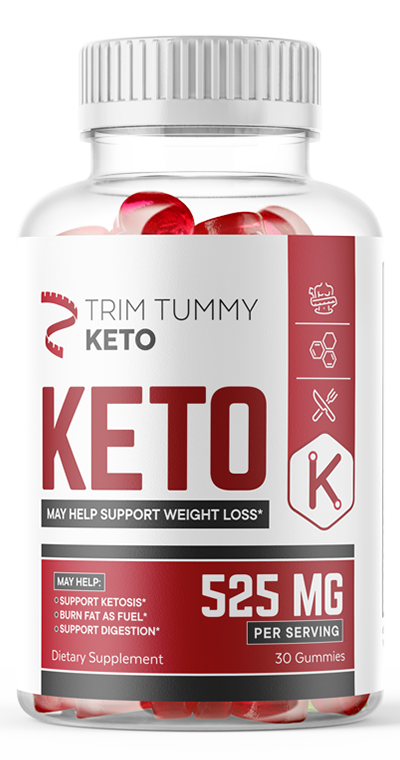 TRIM TUMMY
KETO
KETO
MAY HELP SUPPORT WEIGHT LOSS*
K
MAY HELP:
SUPPORT KETOSIS*
BURN FAT AS FUEL*
SUPPORT DIGESTION*
525 MG
PER SERVING
Dietary Supplement
30 Gummies